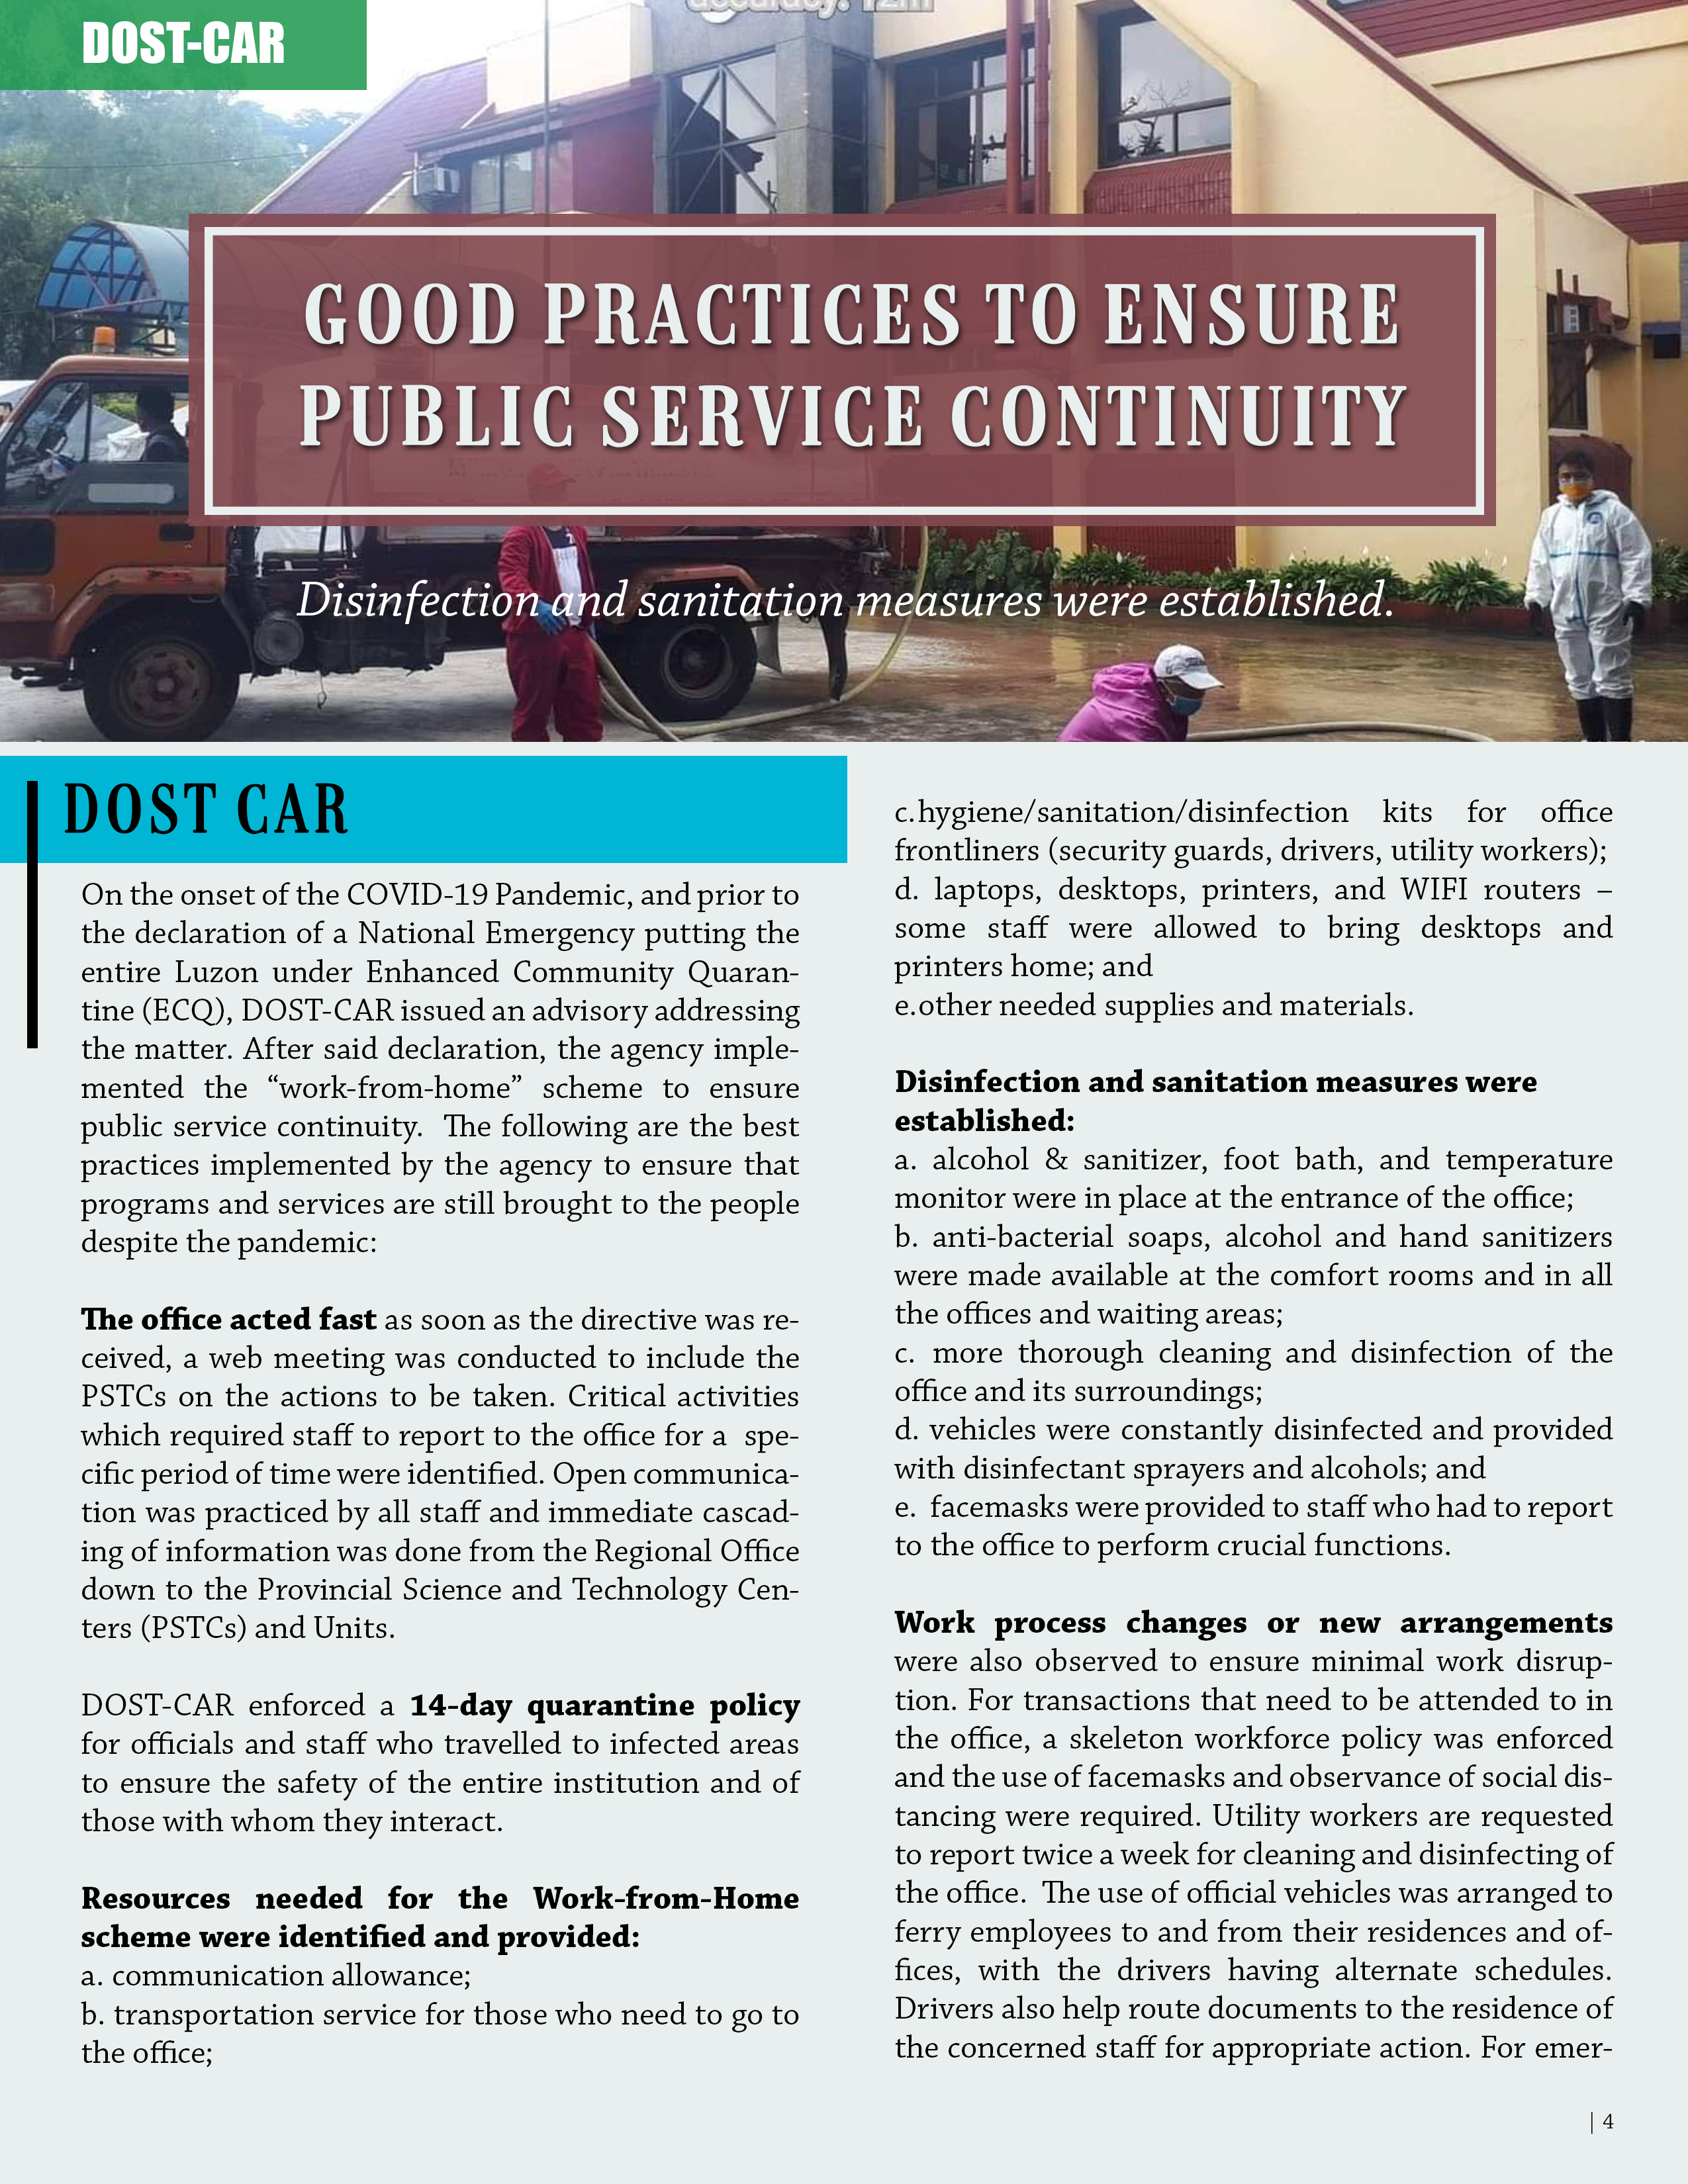 accuracy: 12m
DOST-CAR
GOOD PRACTICES TO ENSURE
PUBLIC SERVICE CONTINUITY
Disinfection and sanitation measures were established.
DOST CAR
On the onset of the COVID-19 Pandemic, and prior to
the declaration of a National Emergency putting the
entire Luzon under Enhanced Community Quaran-
tine (ECQ), DOST-CAR issued an advisory addressing
the matter. After said declaration, the agency imple-
mented the “work-from-home” scheme to ensure
public service continuity.  The following are the best
practices implemented by the agency to ensure that
programs and services are still brought to the people
despite the pandemic:
The office acted fast as soon as the directive was re-
ceived, a web meeting was conducted to include the
PSTCs on the actions to be taken. Critical activities
which required staff to report to the office for a  spe-
cific period of time were identified. Open communica-
tion was practiced by all staff and immediate cascad-
ing of information was done from the Regional Office
down to the Provincial Science and Technology Cen-
ters (PSTCs) and Units.
DOST-CAR enforced a 14-day quarantine policy
for officials and staff who travelled to infected areas
to ensure the safety of the entire institution and of
those with whom they interact.
Resources needed for the Work-from-Home
scheme were identified and provided:
a. communication allowance;
b. transportation service for those who need to go to
the office;
c.hygiene/sanitation/disinfection kits for office
frontliners (security guards, drivers, utility workers);
d. laptops, desktops, printers, and WIFI routers –
some staff were allowed to bring desktops and
printers home; and
e.other needed supplies and materials.
Disinfection and sanitation measures were
established:
a. alcohol & sanitizer, foot bath, and temperature
monitor were in place at the entrance of the office;
b. anti-bacterial soaps, alcohol and hand sanitizers
were made available at the comfort rooms and in all
the offices and waiting areas;
c. more thorough cleaning and disinfection of the
office and its surroundings;
d. vehicles were constantly disinfected and provided
with disinfectant sprayers and alcohols; and
e.  facemasks were provided to staff who had to report
to the office to perform crucial functions.
Work process changes or new arrangements
were also observed to ensure minimal work disrup-
tion. For transactions that need to be attended to in
the office, a skeleton workforce policy was enforced
and the use of facemasks and observance of social dis-
tancing were required. Utility workers are requested
to report twice a week for cleaning and disinfecting of
the office.  The use of official vehicles was arranged to
ferry employees to and from their residences and of-
fices, with the drivers having alternate schedules.
Drivers also help route documents to the residence of
the concerned staff for appropriate action. For emer-
| 4